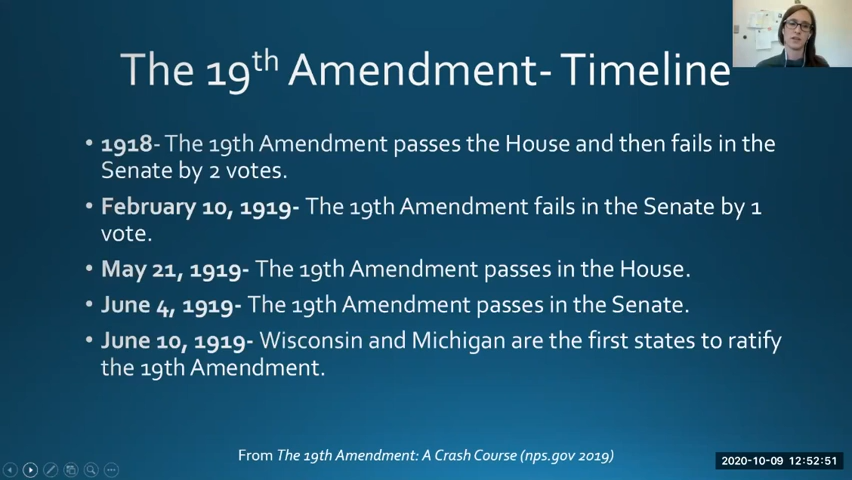 The 19th Amendment- Timeline
• 1918- The 19th Amendment passes the House and then fails in the
Senate by 2 votes.
• February 10, 1919- The 19th Amendment fails in the Senate by 1
vote.
• May 21, 1919- The 19th Amendment passes in the House.
• June 4, 1919- The 19th Amendment passes in the Senate.
• June 10, 1919- Wisconsin and Michigan are the first states to ratify
the 19th Amendment.
From The 19th Amendment: A Crash Course (nps.gov 2019)
2020-10-09 12:52:51